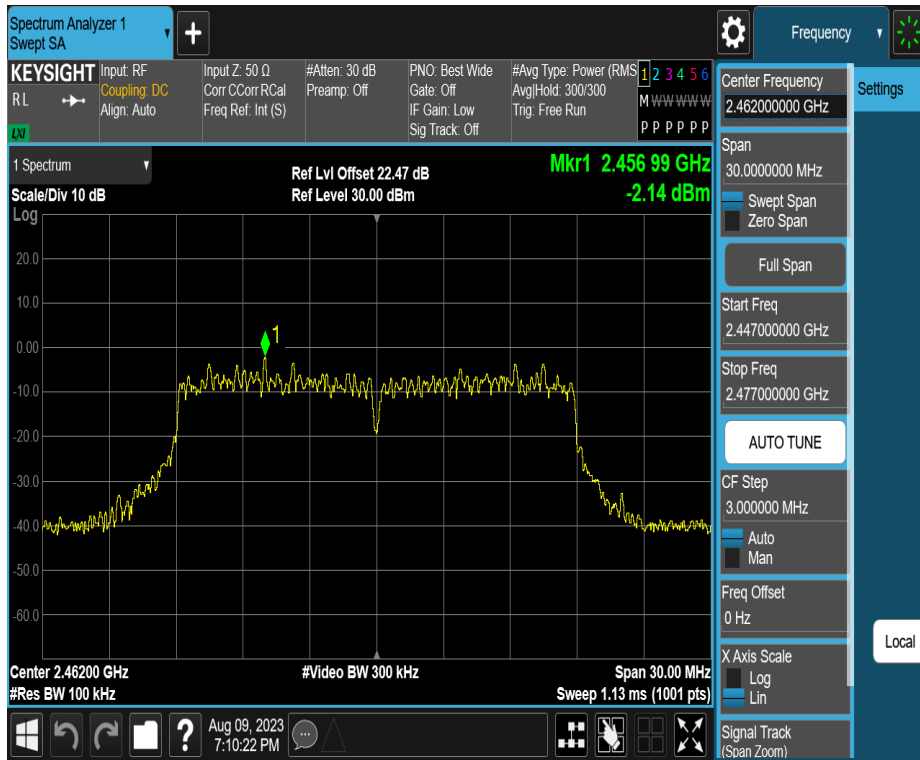 Spectrum Analyzer 1
Swept SA
+
Frequency
KEYSIGHT
R L
LXI
Input: RF
Coupling: DC
Align: Auto
Input Z: 50 Ω
Corr CCorr RCal
Freq Ref: Int (S)
#Atten: 30 dB
Preamp: Off
PNO: Best Wide
Gate: Off
IF Gain: Low
Sig Track: Off
#Avg Type: Power (RMS
Avg|Hold: 300/300
Trig: Free Run
1 2 3 4 5 6
M W W W W W
P P P P P P
1 Spectrum
Scale/Div 10 dB
Log
Ref Lvl Offset 22.47 dB
Ref Level 30.00 dBm
Mkr1 2.456 99 GHz
-2.14 dBm
20.0
10.0
0.00
-10.0
-20.0
-30.0
-40.0
-50.0
-60.0
1
Center 2.46200 GHz
#Res BW 100 kHz
#Video BW 300 kHz
Span 30.00 MHz
Sweep 1.13 ms (1001 pts)
Center Frequency
2.462000000 GHz
Span
30.0000000 MHz
Swept Span
Zero Span
Full Span
Start Freq
2.447000000 GHz
Stop Freq
2.477000000 GHz
AUTO TUNE
CF Step
3.000000 MHz
Auto
Man
Freq Offset
0 Hz
X Axis Scale
Log
Lin
Signal Track
(Span Zoom)
Settings
Local
?
Aug 09, 2023
7:10:22 PM